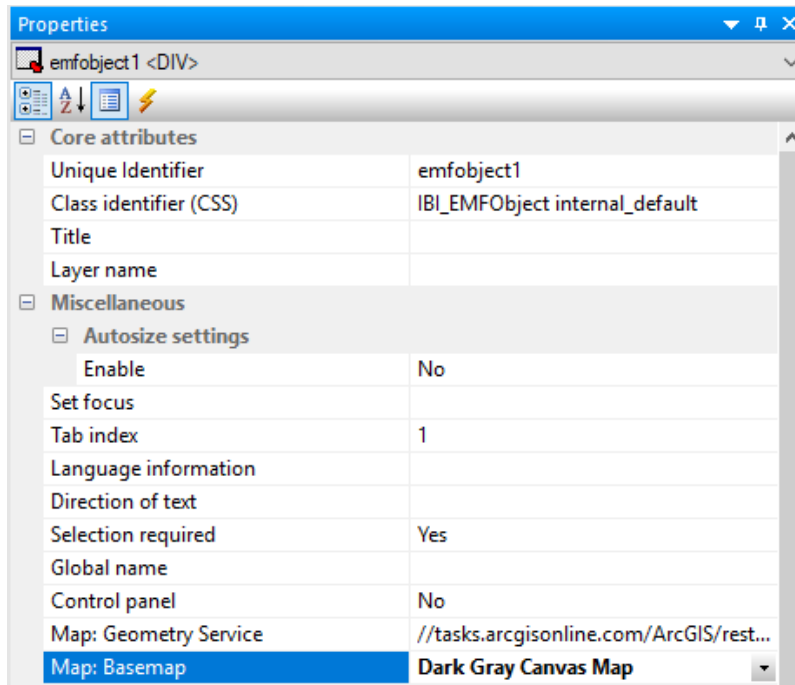 Properties
emfobject1 <DIV>
Core attributes
Unique Identifier emfobject1
Class identifier (CSS) IBI_EMFObject internal_default
Title
Layer name
Miscellaneous
Autosize settings
Enable No
Set focus
Tab index 1
Language information
Direction of text
Selection required Yes
Global name
Control panel No
Map: Geometry Service //tasks.arcgisonline.com/ArcGIS/rest...
Map: Basemap Dark Gray Canvas Map